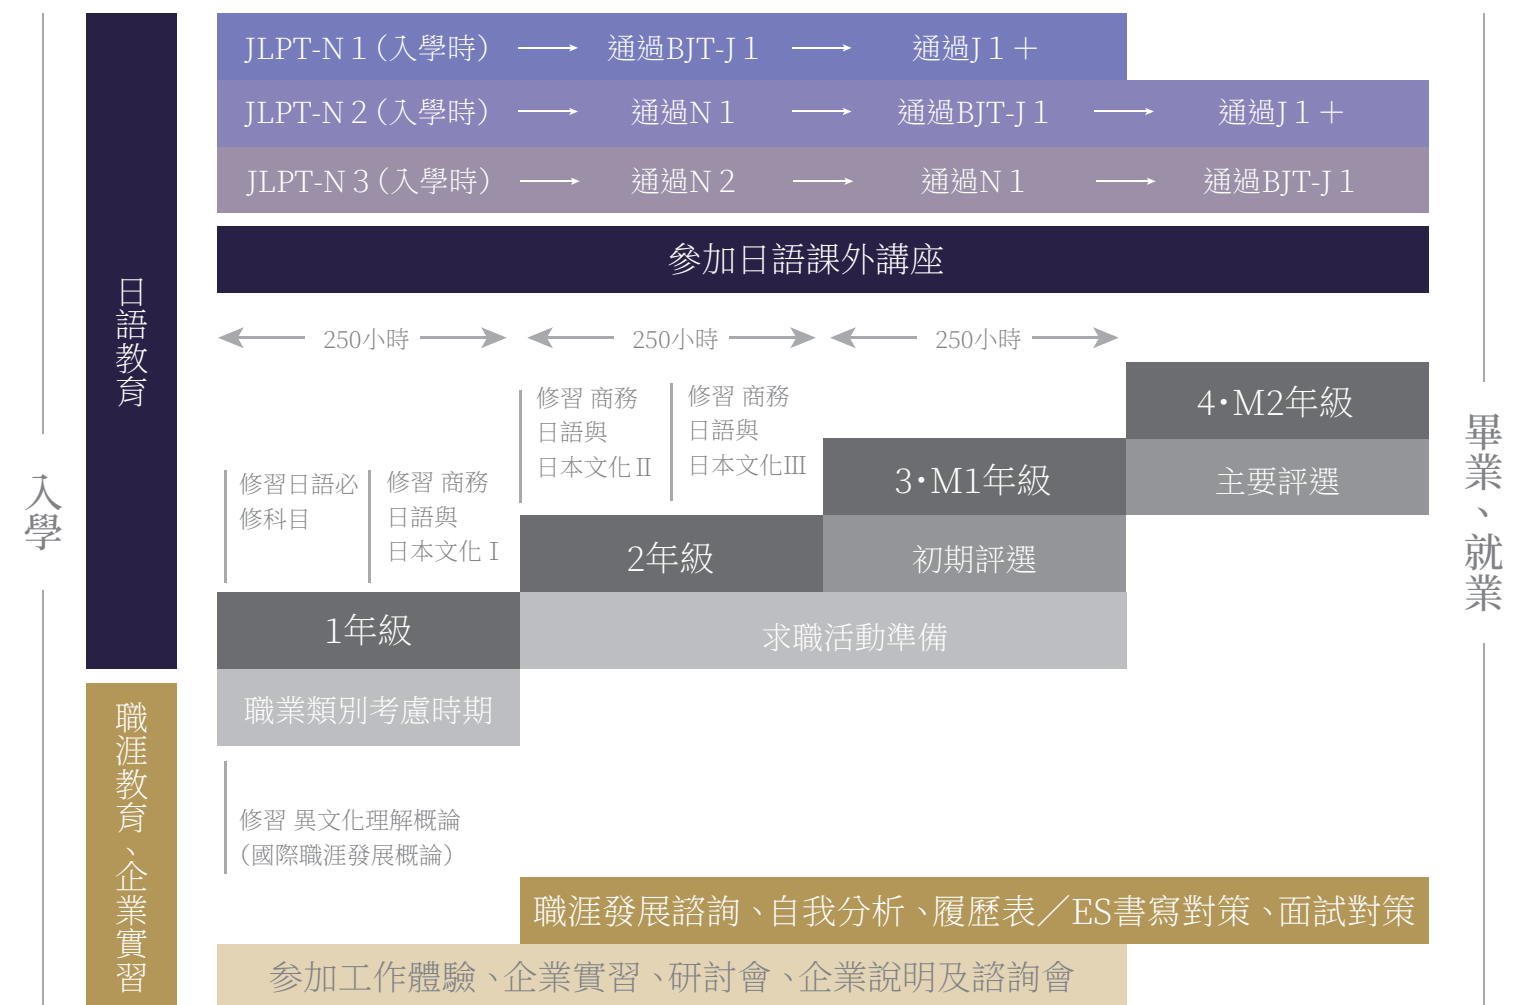 入學
日語教育
JLPT-N１（入學時）
通過BJT-J１
通過J１＋
JLPT-N２（入學時）
通過N１
通過BJT-J１
通過J１＋
JLPT-N３（入學時）
通過N２
通過N１
通過BJT-J１
參加日語課外講座
250小時
250小時
250小時
修習日語必
修科目
修習 商務
日語與
日本文化Ⅰ
修習 商務
日語與
日本文化Ⅱ
修習 商務
日語與
日本文化Ⅲ
4・M2年級
主要評選
3・M1年級
初期評選
2年級
求職活動準備
1年級
職業類別考慮時期
職涯教育、企業實習
修習 異文化理解概論
（國際職涯發展概論）
職涯發展諮詢、自我分析、履歷表／ES書寫對策、面試對策
參加工作體驗、企業實習、研討會、企業說明及諮詢會
畢業、就業